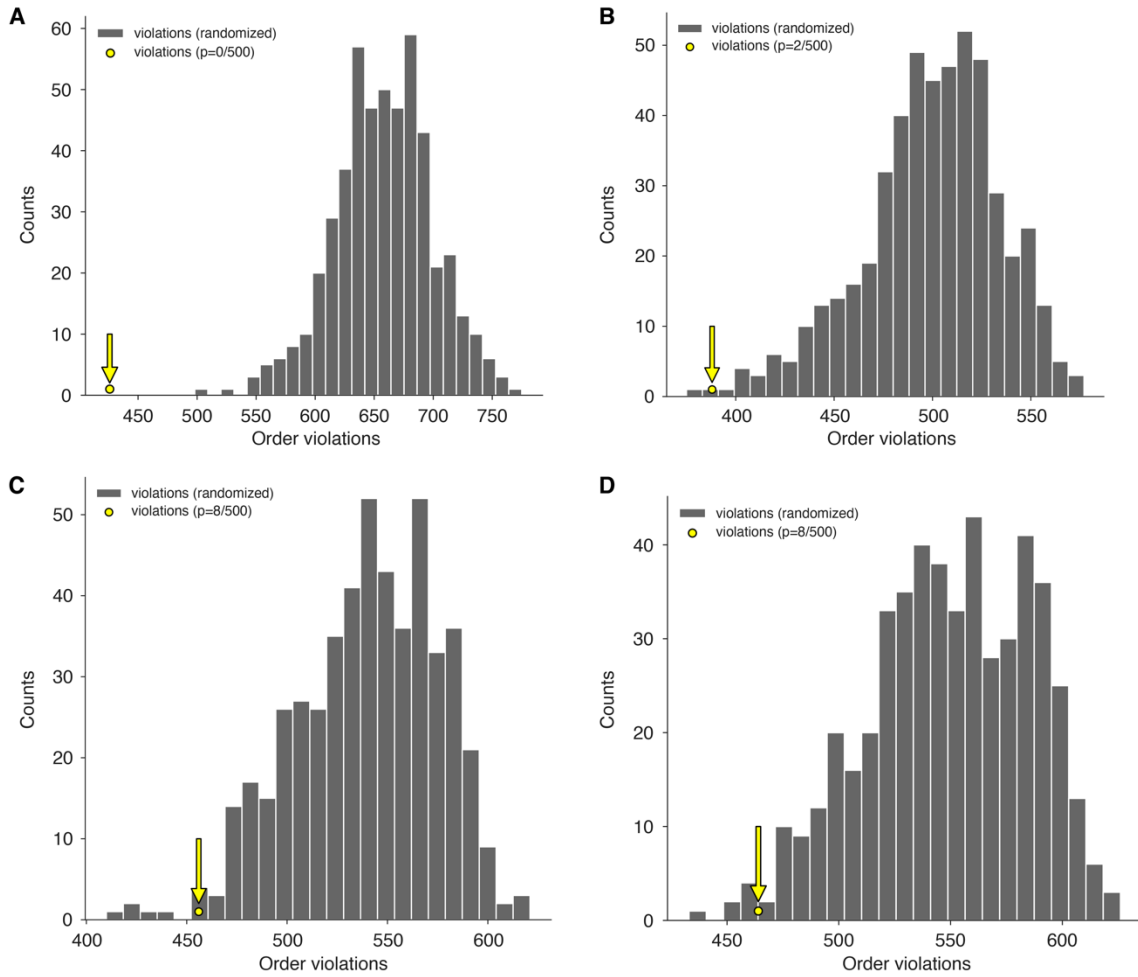 A
violations (randomized)
violations (p=0/500)
60
50
40
30
20
10
0
Counts
450 500 550 600 650 700 750
Order violations
B
violations (randomized)
violations (p=2/500)
50
40
30
20
10
0
Counts
400 450 500 550
Order violations
C
violations (randomized)
violations (p=8/500)
50
40
30
20
10
0
Counts
400 450 500 550 600
Order violations
D
violations (randomized)
violations (p=8/500)
40
30
20
10
0
Counts
450 500 550 600
Order violations